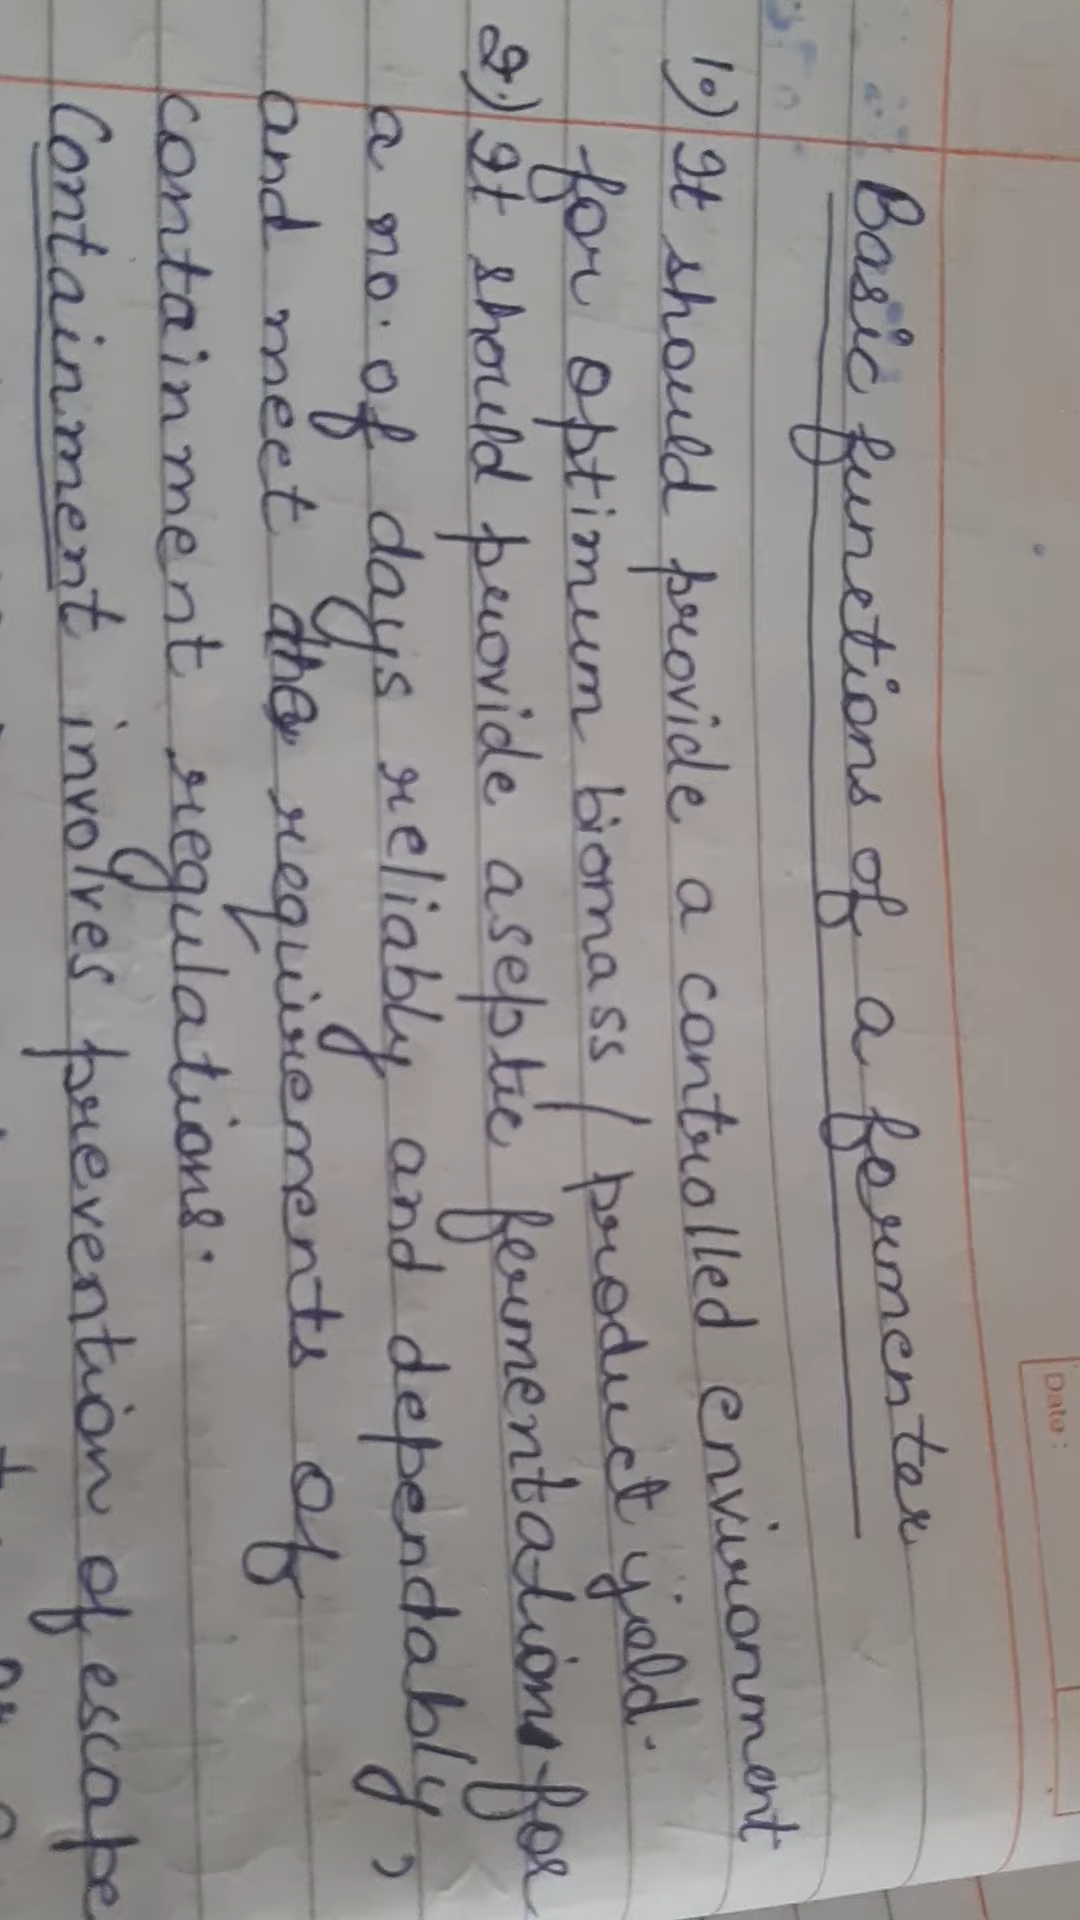 Date:
Basic functions of a fermenter
1.) It should provide a controlled environment
for optimum biomass / product yield.
2.) It should provide aseptic fermentation for
a no. of days reliably and dependably,
and meet the requirements of
containment regulations.
Containment involves prevention of escape